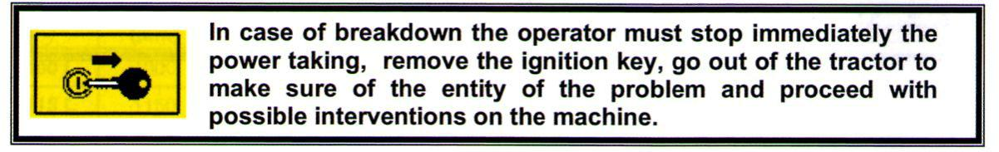 In case of breakdown the operator must stop immediately the
power taking, remove the ignition key, go out of the tractor to
make sure of the entity of the problem and proceed with
possible interventions on the machine.